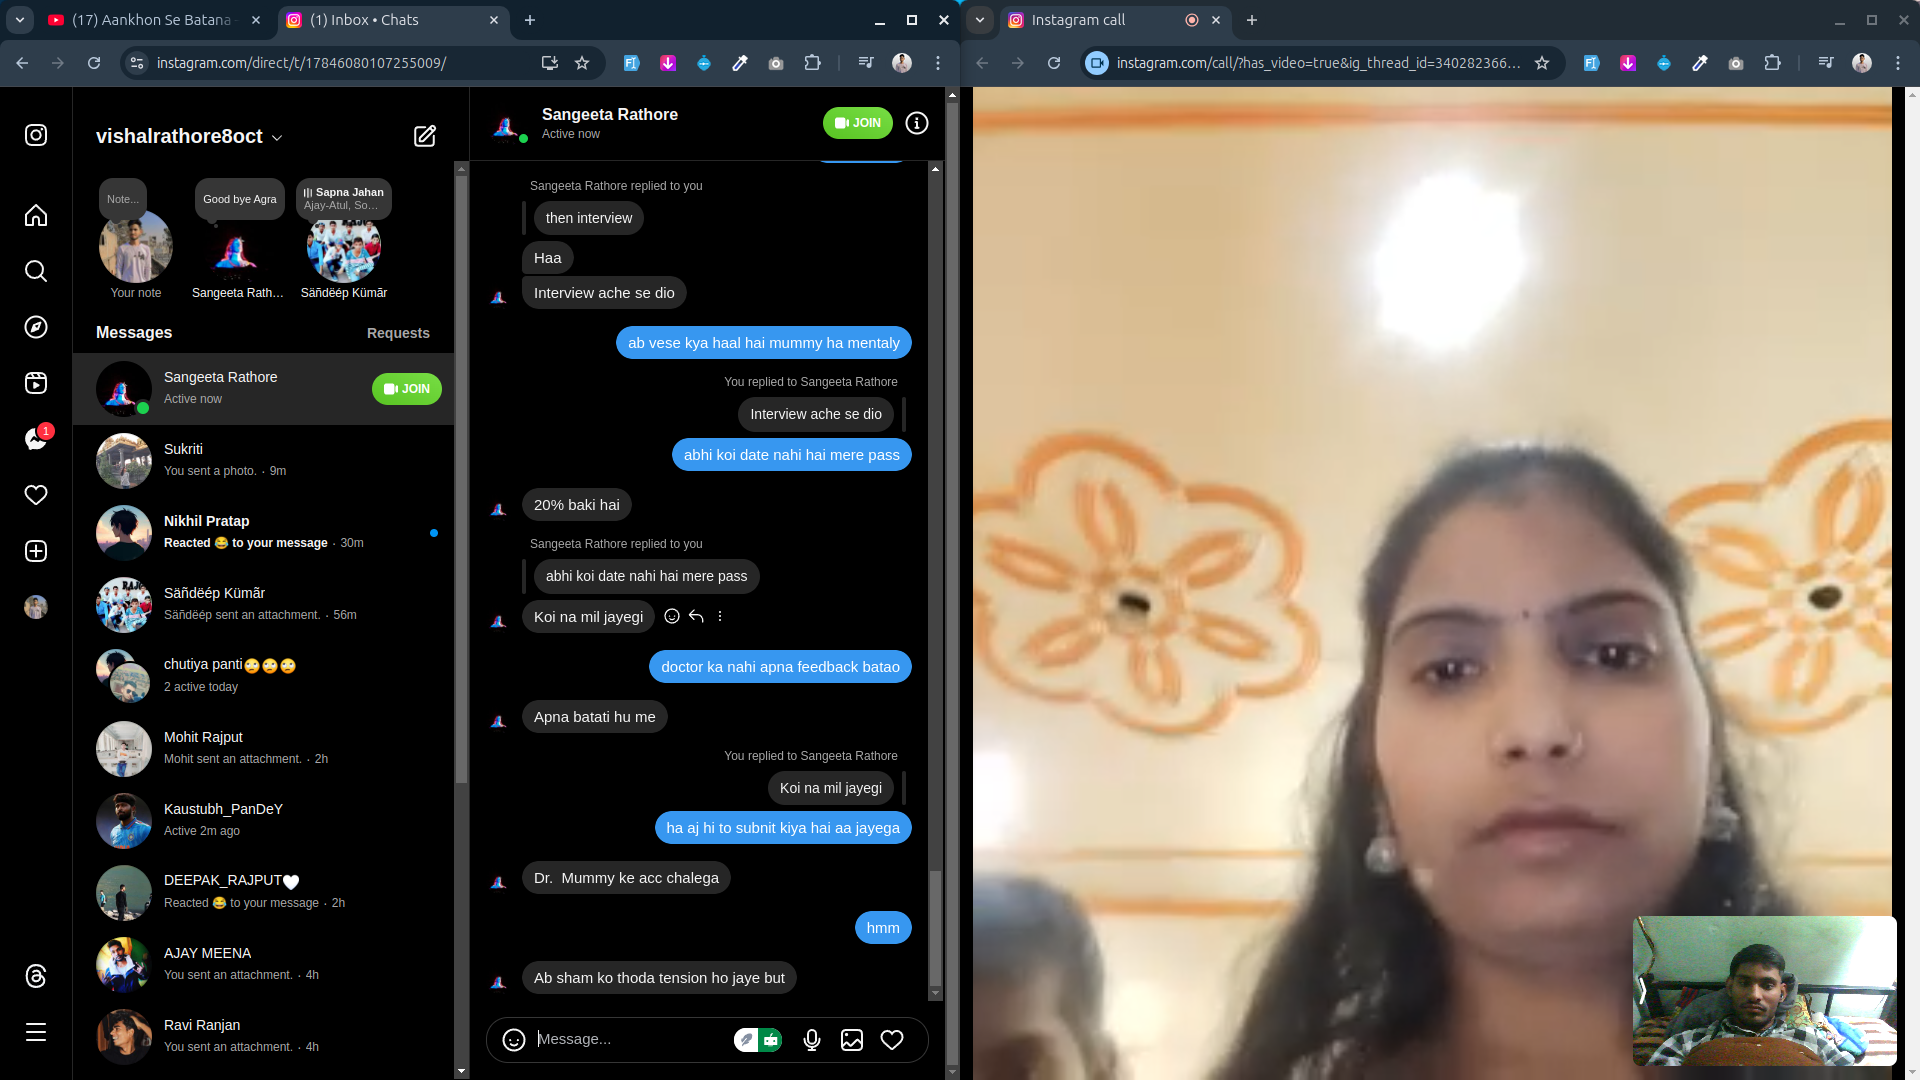 (17) Aankhon Se Batana
(1) Inbox • Chats
instagram.com/direct/t/17846080107255009/
vishalrathore8oct
Note...
Good bye Agra
Sapna Jahan
Ajay-Atul, So...
Your note
Sangeeta Rath...
Säñdëép Kümãr
Messages
Requests
Sangeeta Rathore
Active now
JOIN
Sukriti
You sent a photo. · 9m
Nikhil Pratap
Reacted 😂 to your message · 30m
Säñdëép Kümãr
Säñdëép sent an attachment. · 56m
chutiya panti🙄🙄🙄
2 active today
Mohit Rajput
Mohit sent an attachment. · 2h
Kaustubh_PanDeY
Active 2m ago
DEEPAK_RAJPUT🤍
Reacted 😂 to your message · 2h
AJAY MEENA
You sent an attachment. · 4h
Ravi Ranjan
You sent an attachment. · 4h
1
Sangeeta Rathore
Active now
JOIN
Sangeeta Rathore replied to you
then interview
Haa
Interview ache se dio
ab vese kya haal hai mummy ha mentaly
You replied to Sangeeta Rathore
Interview ache se dio
abhi koi date nahi hai mere pass
20% baki hai
Sangeeta Rathore replied to you
abhi koi date nahi hai mere pass
Koi na mil jayegi
doctor ka nahi apna feedback batao
Apna batati hu me
You replied to Sangeeta Rathore
Koi na mil jayegi
ha aj hi to subnit kiya hai aa jayega
Dr. Mummy ke acc chalega
hmm
Ab sham ko thoda tension ho jaye but
Message...
Instagram call
instagram.com/call/?has_video=true&ig_thread_id=340282366...